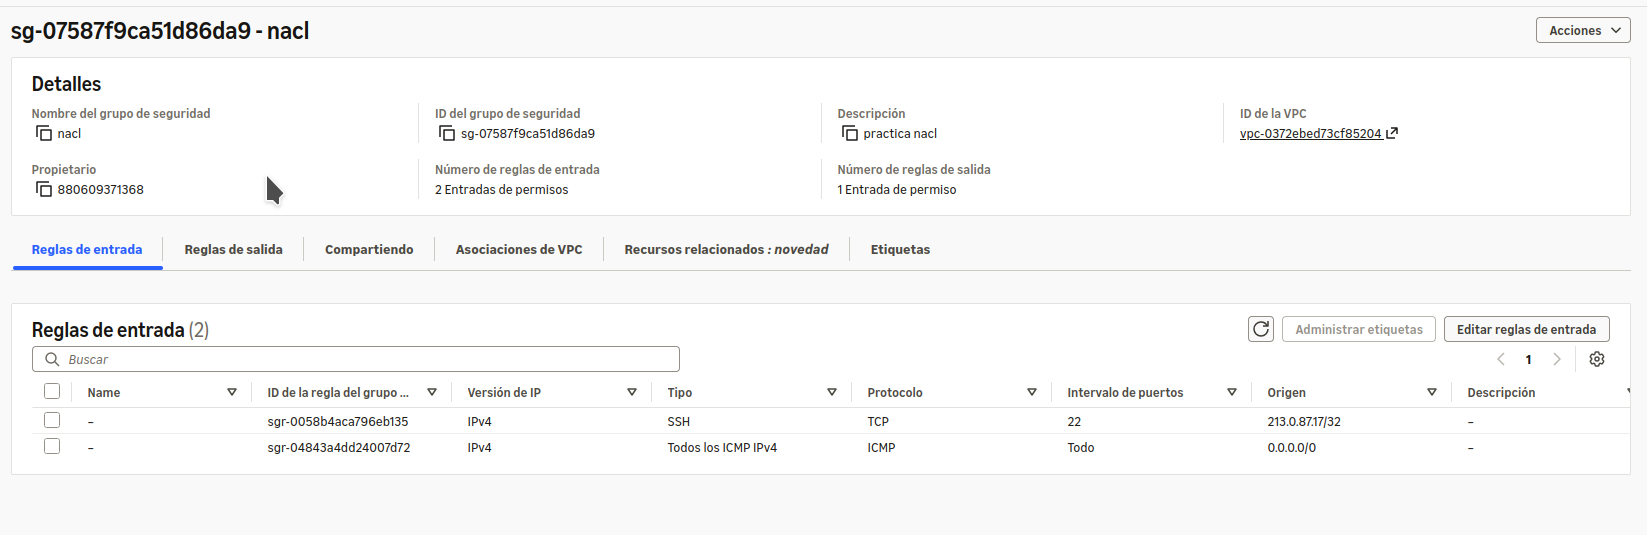 sg-07587f9ca51d86da9 - nacl
Acciones
Detalles
Nombre del grupo de seguridad
nacl
ID del grupo de seguridad
sg-07587f9ca51d86da9
Descripción
practica nacl
ID de la VPC
vpc-0372ebed73cf85204
Propietario
880609371368
Número de reglas de entrada
2 Entradas de permisos
Número de reglas de salida
1 Entrada de permiso
Reglas de entrada Reglas de salida Compartiendo Asociaciones de VPC Recursos relacionados : novedad Etiquetas
Reglas de entrada (2)
Administrar etiquetas
Editar reglas de entrada
Buscar
1
Name ID de la regla del grupo ... Versión de IP Tipo Protocolo Intervalo de puertos Origen Descripción
– sgr-0058b4aca796eb135 IPv4 SSH TCP 22 213.0.87.17/32 –
– sgr-04843a4dd24007d72 IPv4 Todos los ICMP IPv4 ICMP Todo 0.0.0.0/0 –